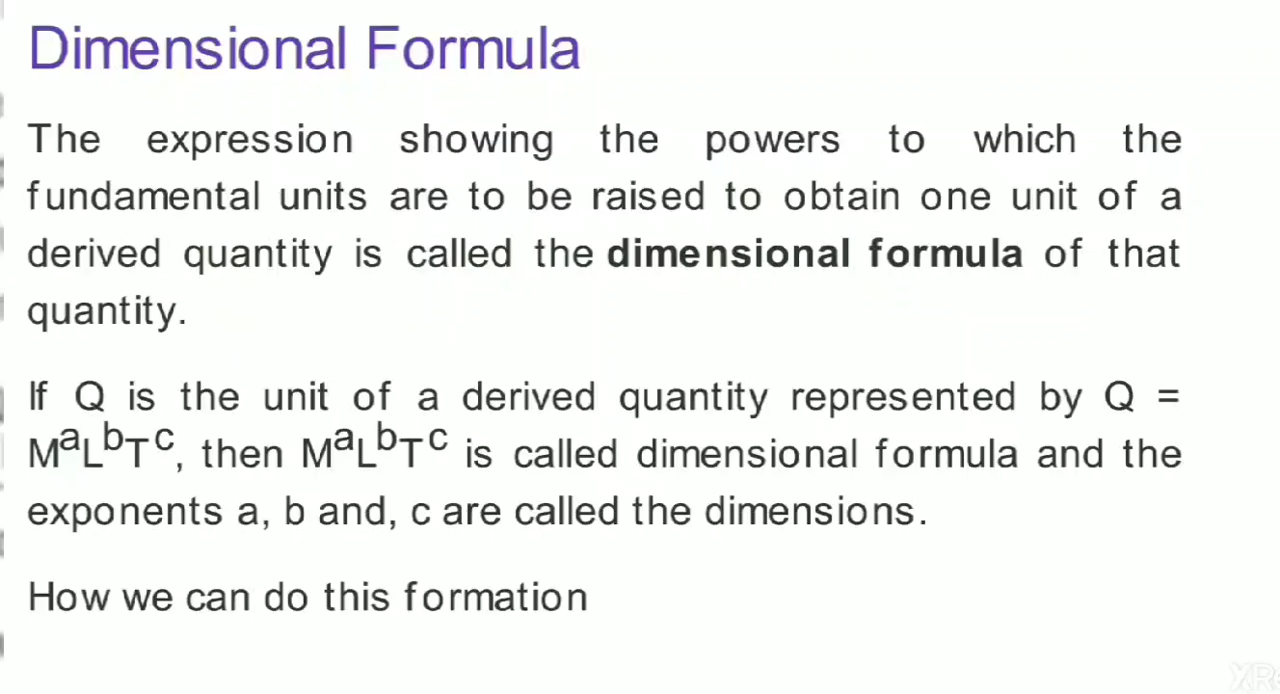 Dimensional Formula
The expression showing the powers to which the
fundamental units are to be raised to obtain one unit of a
derived quantity is called the dimensional formula of that
quantity.
If Q is the unit of a derived quantity represented by Q =
MᵃLᵇTᶜ, then MᵃLᵇTᶜ is called dimensional formula and the
exponents a, b and, c are called the dimensions.
How we can do this formation